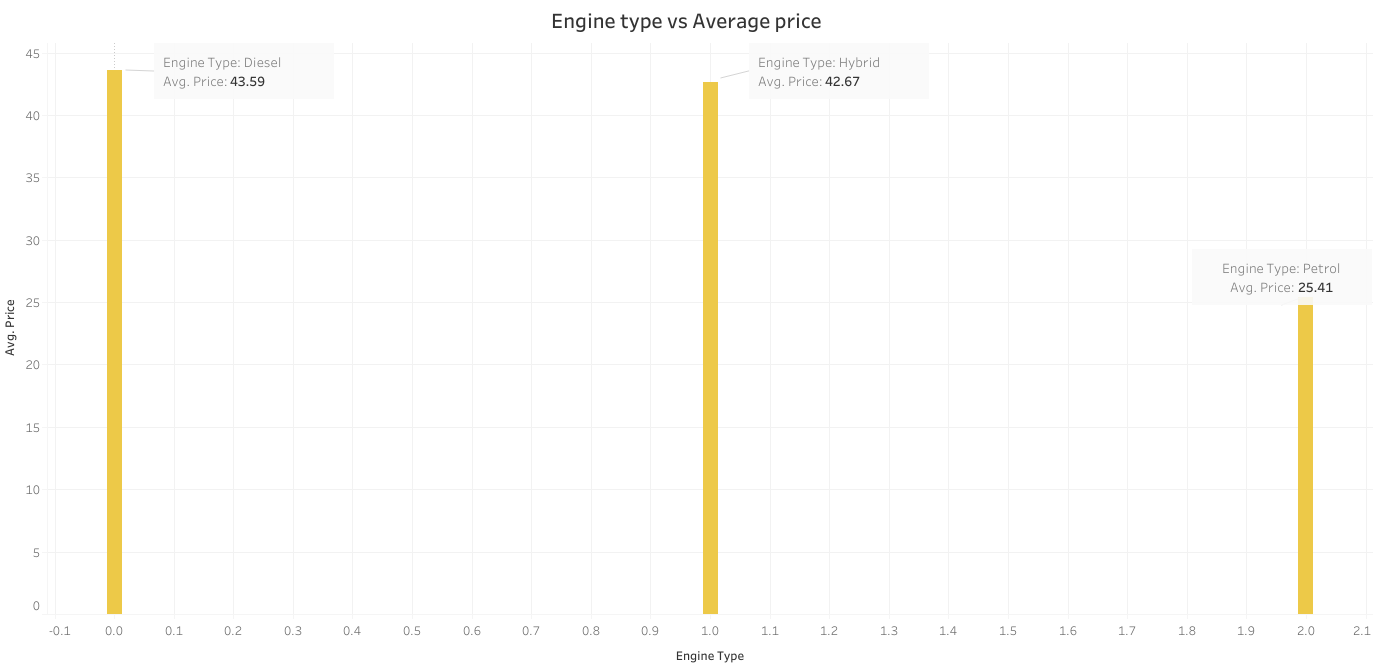 Engine type vs Average price
45
40
35
30
25
20
15
10
5
0
Avg. Price
Engine Type: Diesel
Avg. Price: 43.59
Engine Type: Hybrid
Avg. Price: 42.67
Engine Type: Petrol
Avg. Price: 25.41
-0.1 0.0 0.1 0.2 0.3 0.4 0.5 0.6 0.7 0.8 0.9 1.0 1.1 1.2 1.3 1.4 1.5 1.6 1.7 1.8 1.9 2.0 2.1
Engine Type